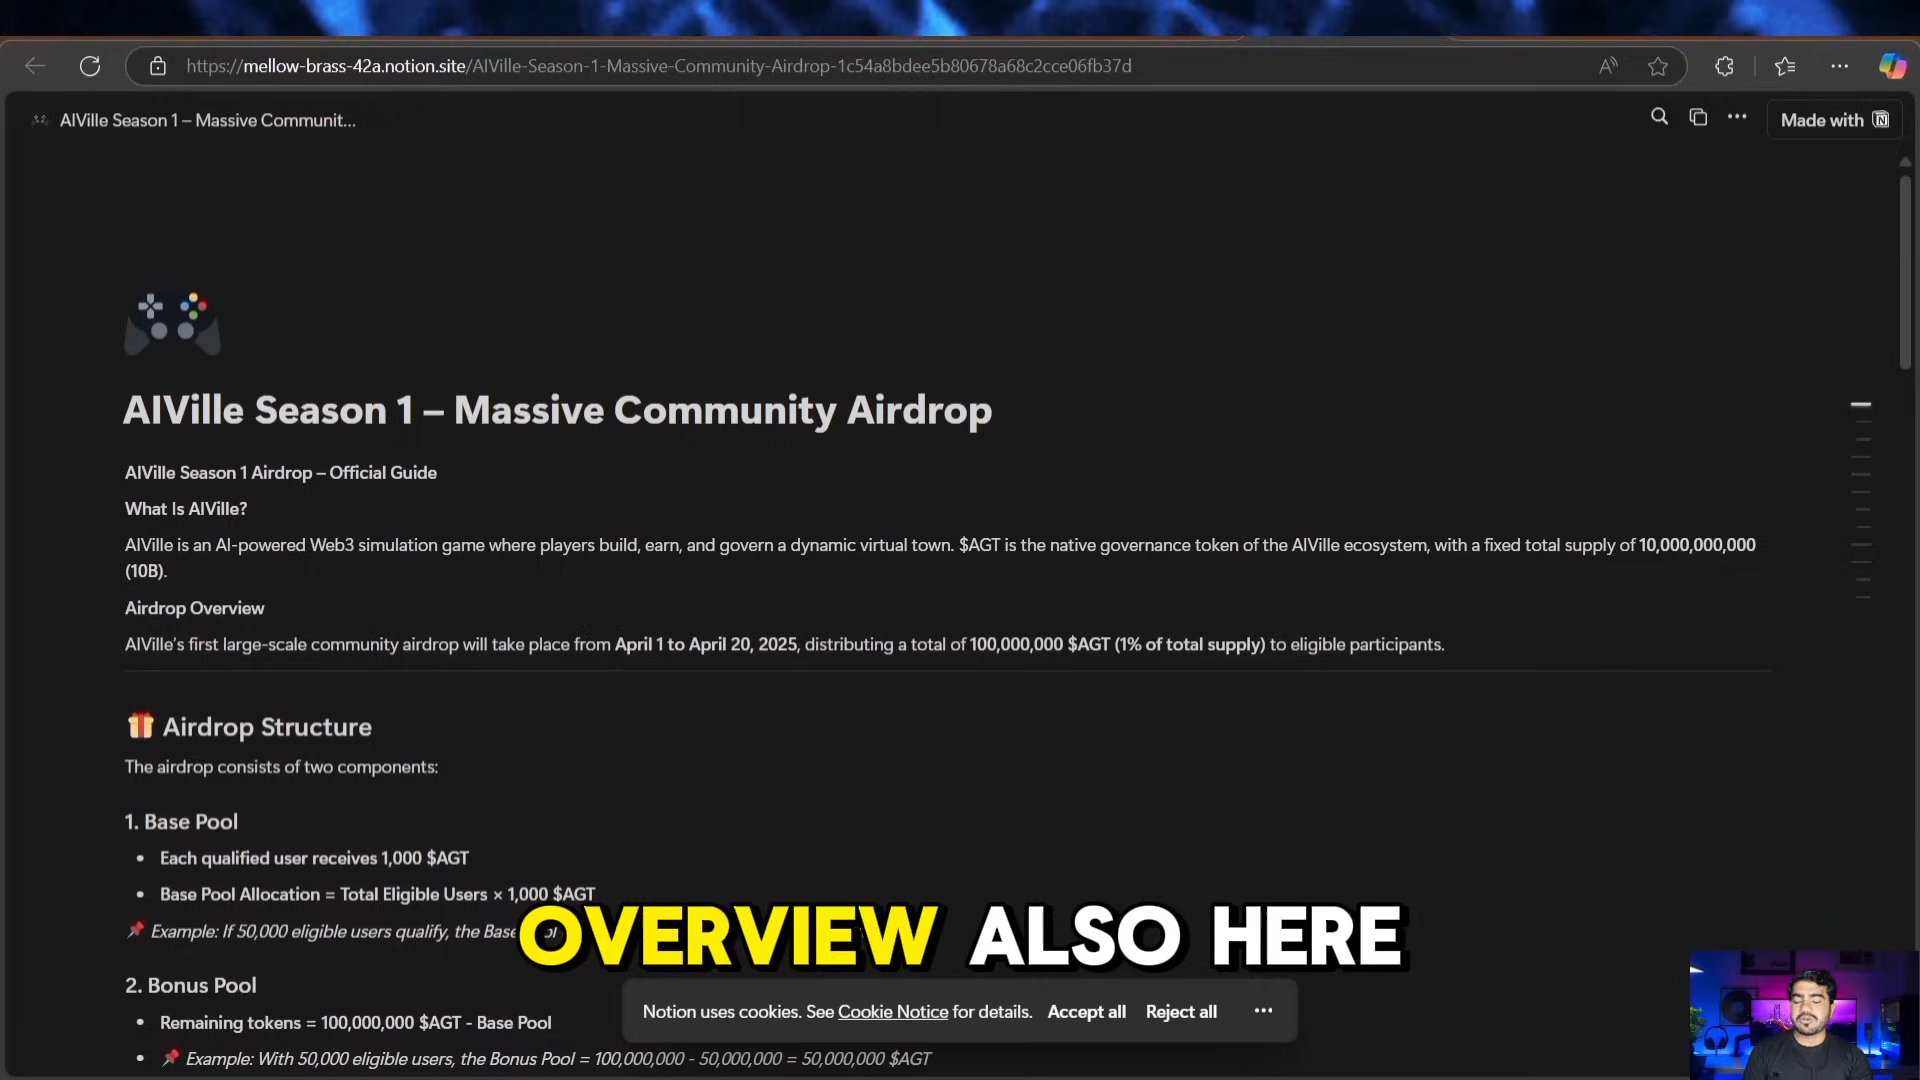 https://mellow-brass-42a.notion.site/AIVille-Season-1-Massive-Community-Airdrop-1c54a8bdee5b80678a68c2cce06fb37d
AIVille Season 1 – Massive Communit...
Made with
AIVille Season 1 – Massive Community Airdrop
AIVille Season 1 Airdrop – Official Guide
What Is AIVille?
AIVille is an AI-powered Web3 simulation game where players build, earn, and govern a dynamic virtual town. $AGT is the native governance token of the AIVille ecosystem, with a fixed total supply of 10,000,000,000
(10B).
Airdrop Overview
AIVille’s first large-scale community airdrop will take place from April 1 to April 20, 2025, distributing a total of 100,000,000 $AGT (1% of total supply) to eligible participants.
Airdrop Structure
The airdrop consists of two components:
1. Base Pool
• Each qualified user receives 1,000 $AGT
• Base Pool Allocation = Total Eligible Users × 1,000 $AGT
Example: If 50,000 eligible users qualify, the Base
OVERVIEW ALSO HERE
2. Bonus Pool
Notion uses cookies. See Cookie Notice for details. Accept all Reject all
• Remaining tokens = 100,000,000 $AGT - Base Pool
• Example: With 50,000 eligible users, the Bonus Pool = 100,000,000 - 50,000,000 = 50,000,000 $AGT